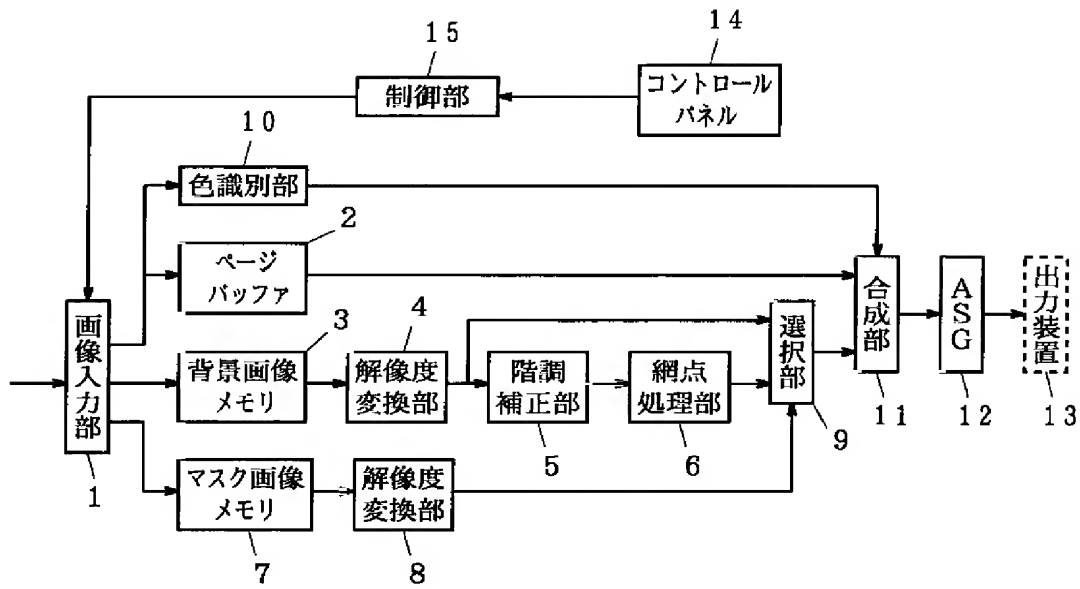 15
14
制御部
コントロール
パネル
10
色識別部
2
ページ
バッファ
画像入力部
1
3
背景画像
メモリ
4
解像度
変換部
階調
補正部
5
網点
処理部
6
選択部
9
合成部
11
ASG
12
出力装置
13
マスク画像
メモリ
7
解像度
変換部
8